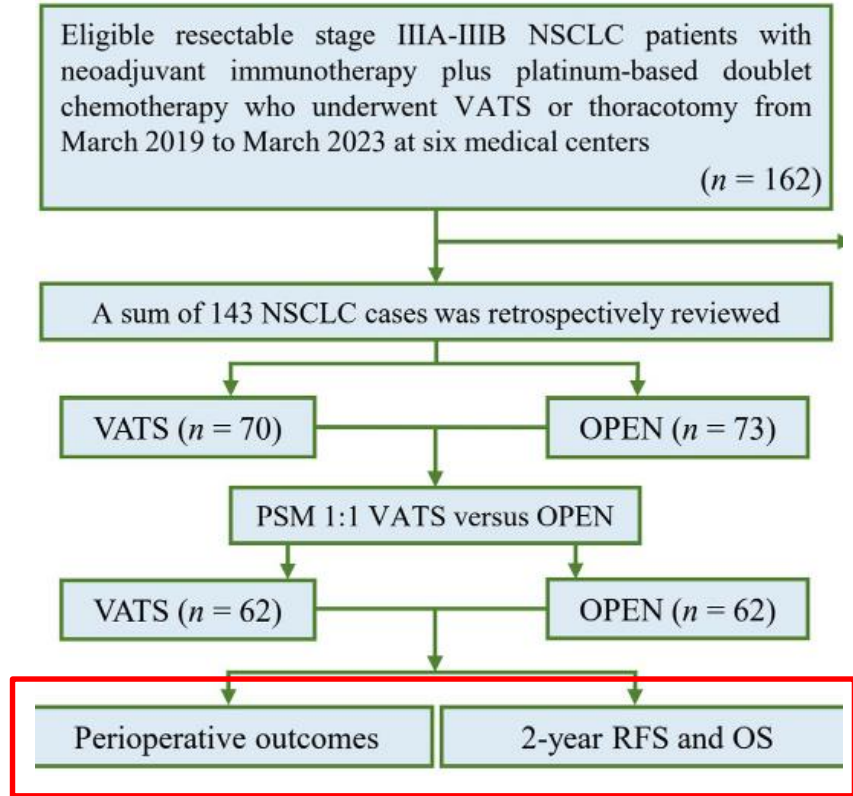 Eligible resectable stage IIIA-IIIB NSCLC patients with
neoadjuvant immunotherapy plus platinum-based doublet
chemotherapy who underwent VATS or thoracotomy from
March 2019 to March 2023 at six medical centers
(n = 162)
A sum of 143 NSCLC cases was retrospectively reviewed
VATS (n = 70)
OPEN (n = 73)
PSM 1:1 VATS versus OPEN
VATS (n = 62)
OPEN (n = 62)
Perioperative outcomes
2-year RFS and OS